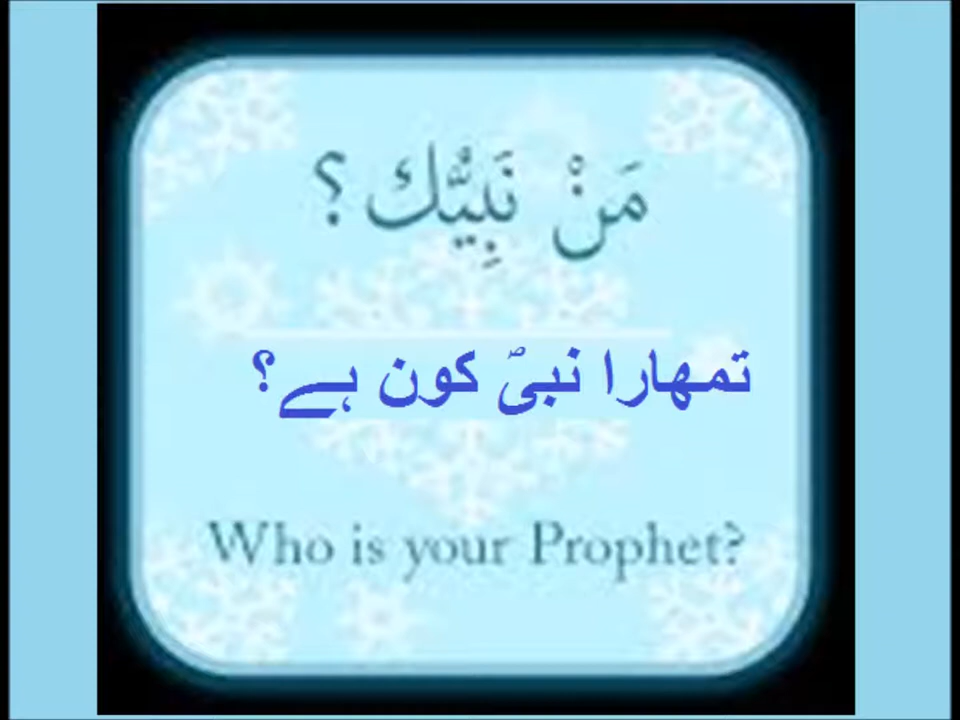 مَنْ نَبِيُّك؟
تمھارا نبیؐ کون ہے؟
Who is your Prophet?